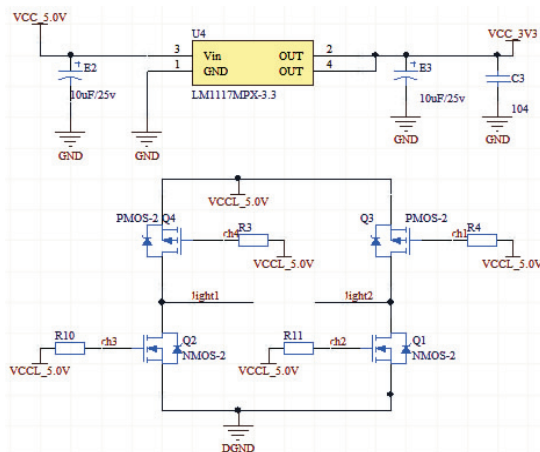 VCC_5.0V
U4
VCC_3V3
3 Vin OUT 2
1 GND OUT 4
E2
E3
C3
10uF/25v
LM1117MPX-3.3
10uF/25v
104
GND
GND
GND
GND
VCCL_5.0V
PMOS-2 Q4
R3
Q3
PMOS-2
R4
ch4
ch1
VCCL_5.0V
VCCL_5.0V
light1
light2
R10
ch3
Q2
NMOS-2
R11
ch2
Q1
NMOS-2
VCCL_5.0V
VCCL_5.0V
DGND